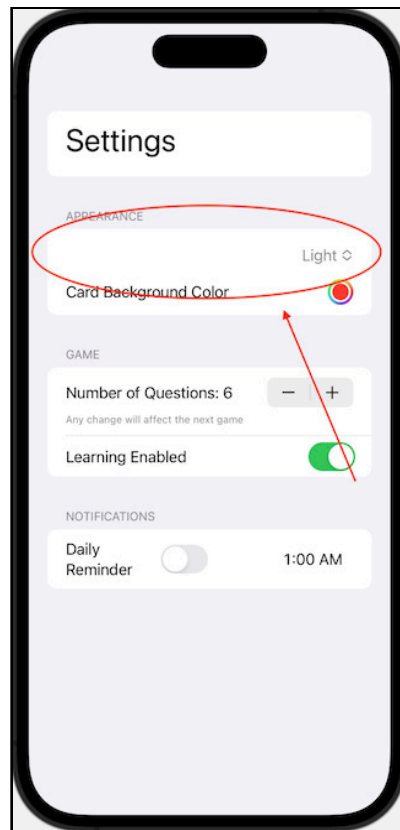 Settings
APPEARANCE
Light
Card Background Color
GAME
Number of Questions: 6 − +
Any change will affect the next game
Learning Enabled
NOTIFICATIONS
Daily
Reminder
1:00 AM